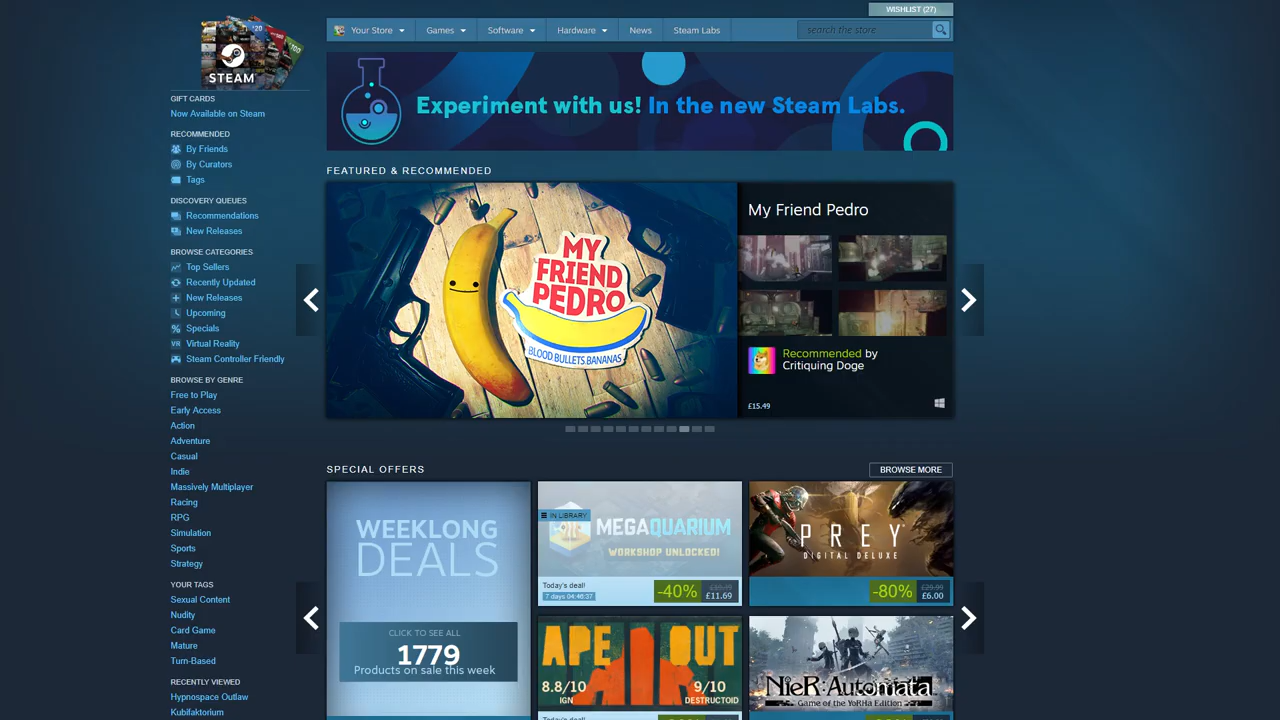 WISHLIST (27)
Your Store
Games
Software
Hardware
News
Steam Labs
search the store
STEAM
GIFT CARDS
Now Available on Steam
RECOMMENDED
By Friends
By Curators
Tags
DISCOVERY QUEUES
Recommendations
New Releases
BROWSE CATEGORIES
Top Sellers
Recently Updated
New Releases
Upcoming
Specials
VR Virtual Reality
Steam Controller Friendly
BROWSE BY GENRE
Free to Play
Early Access
Action
Adventure
Casual
Indie
Massively Multiplayer
Racing
RPG
Simulation
Sports
Strategy
YOUR TAGS
Sexual Content
Nudity
Card Game
Mature
Turn-Based
RECENTLY VIEWED
Hypnospace Outlaw
Kubifaktorium
Experiment with us! In the new Steam Labs.
FEATURED & RECOMMENDED
MY
FRIEND
PEDRO
BLOOD BULLETS BANANAS
My Friend Pedro
Recommended by
Critiquing Doge
£15.49
SPECIAL OFFERS
BROWSE MORE
WEEKLONG
DEALS
CLICK TO SEE ALL
1779
Products on sale this week
IN LIBRARY
MEGAQUARIUM
WORKSHOP UNLOCKED!
Today's deal!
7 days 04:46:37
-40%
£11.69
PREY
DIGITAL DELUXE
-80%
£29.99
£6.00
APE OUT
8.8/10
IGN
9/10
DESTRUCTOID
Today's deal!
NieR:Automata
Game of the YoRHa Edition